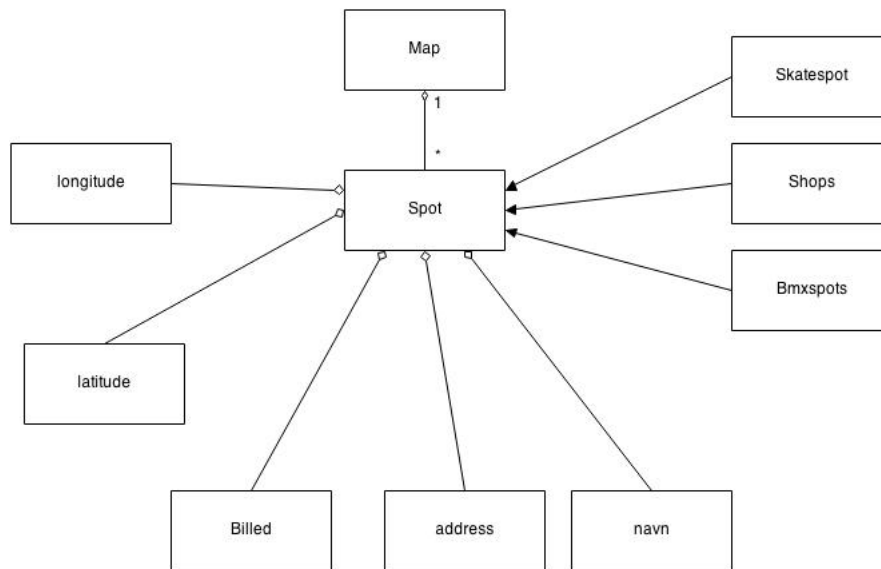 Map
Skatespot
1
*
longitude
Shops
Spot
Bmxspots
latitude
Billed
address
navn